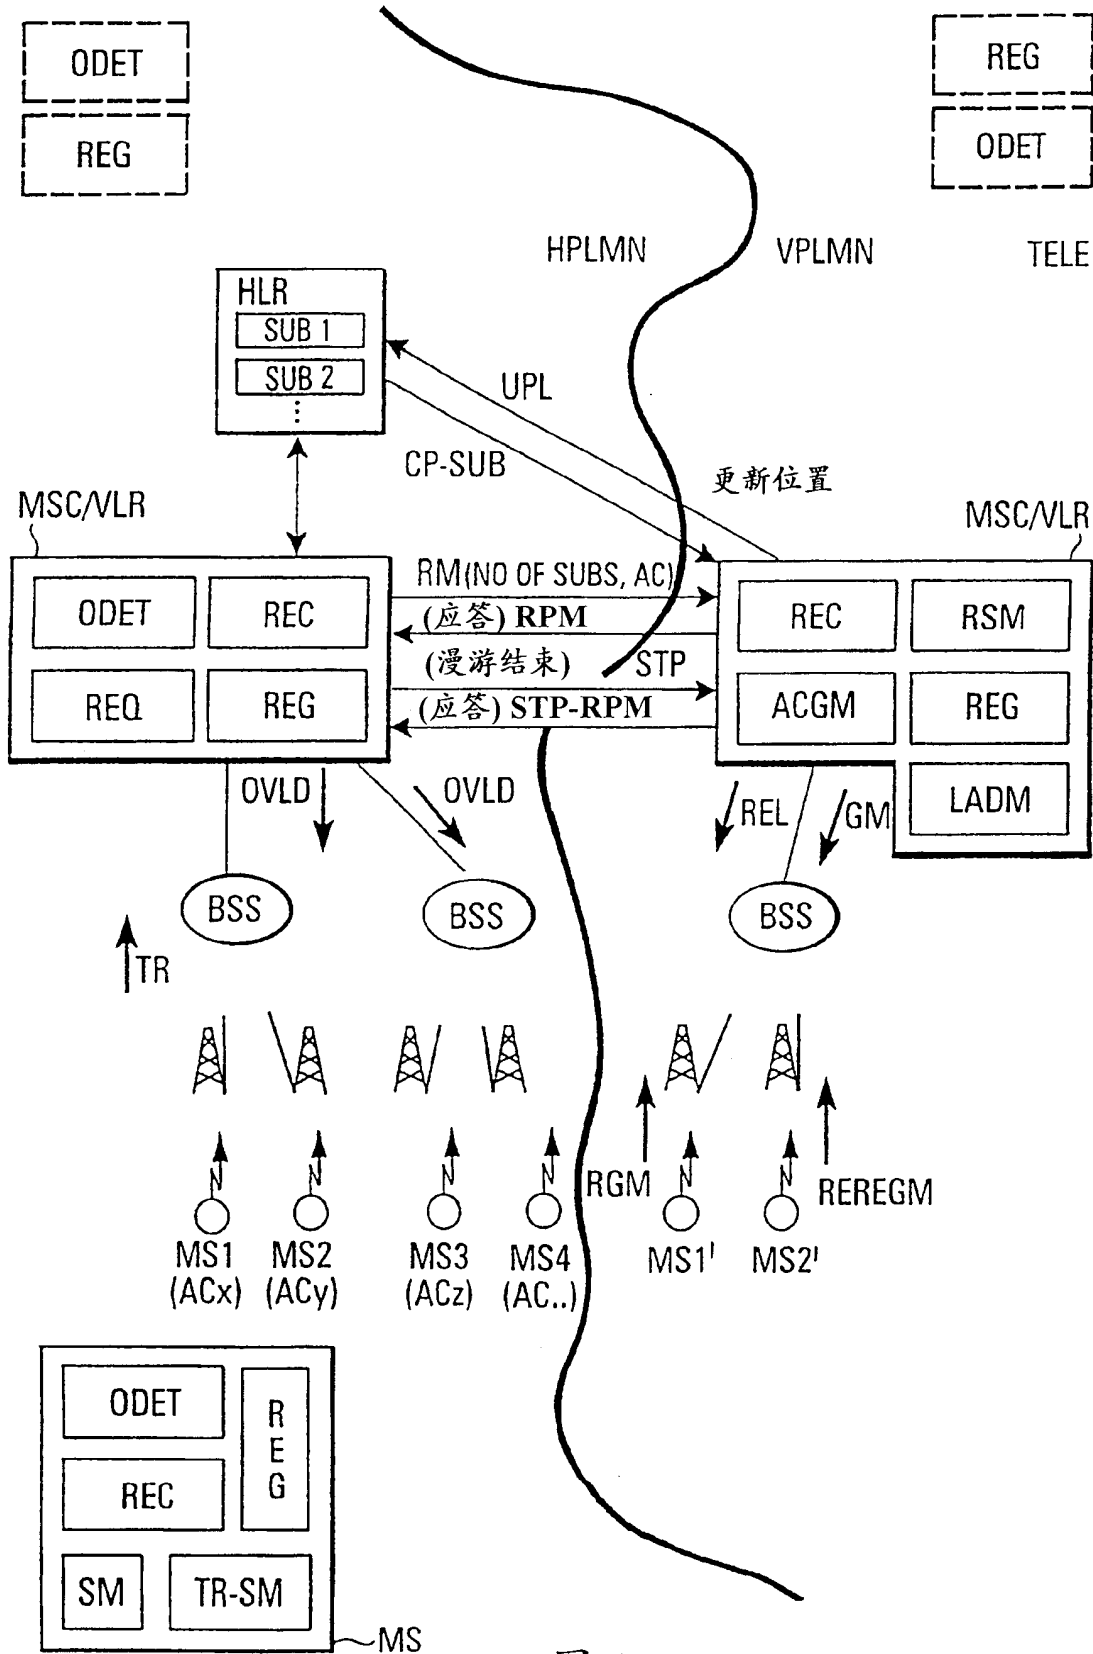 ODET
REG
REG
ODET
HPLMN
VPLMN
TELE
HLR
SUB 1
SUB 2
UPL
CP-SUB
更新位置
MSC/VLR
MSC/VLR
ODET
REC
REQ
REG
RM(NO OF SUBS, AC)
(应答) RPM
(漫游结束)
STP
(应答) STP-RPM
REC
RSM
ACGM
REG
LADM
OVLD
OVLD
REL
GM
BSS
BSS
BSS
TR
RGM
REREGM
MS1
(ACx)
MS2
(ACy)
MS3
(ACz)
MS4
(AC..)
MS1'
MS2'
ODET
REG
REC
SM
TR-SM
MS